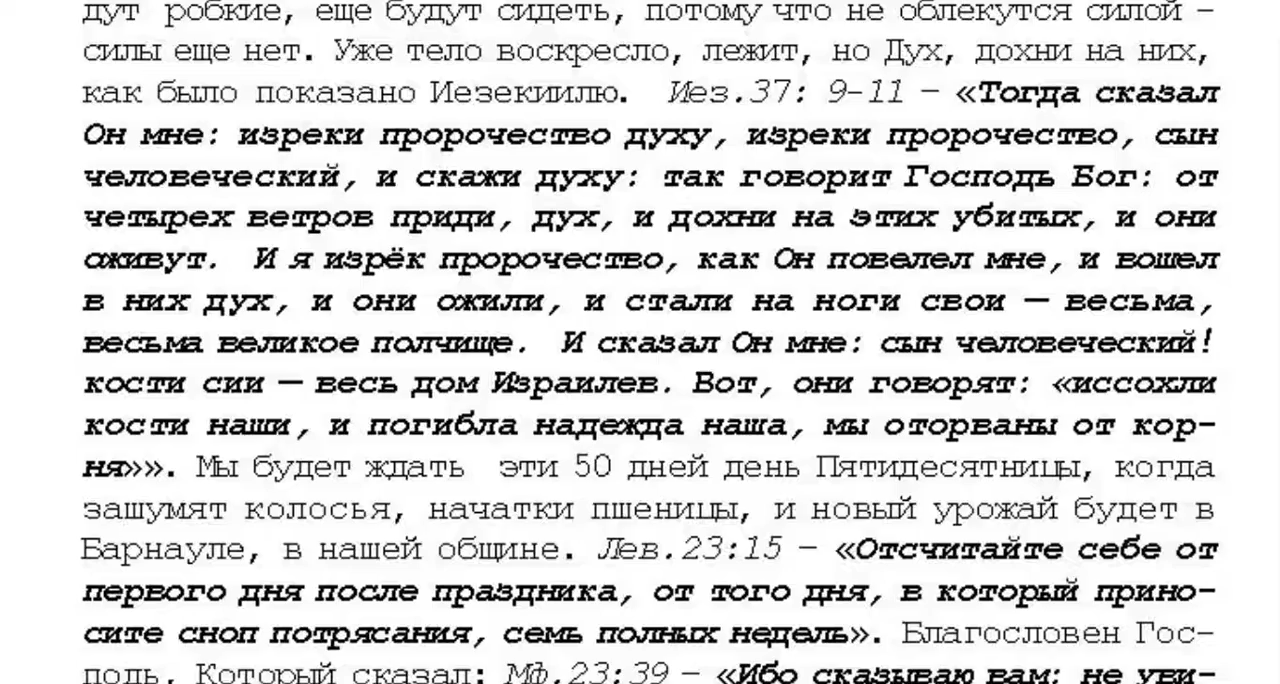 дут робкие, еще будут сидеть, потому что не облекутся силой –
силы еще нет. Уже тело воскресло, лежит, но Дух, дохни на них,
как было показано Иезекиилю. Иез.37: 9–11 – «Тогда сказал
Он мне: изреки пророчество духу, изреки пророчество, сын
человеческий, и скажи духу: так говорит Господь Бог: от
четырех ветров приди, дух, и дохни на этих убитых, и они
оживут. И я изрёк пророчество, как Он повелел мне, и вошел
в них дух, и они ожили, и стали на ноги свои – весьма,
весьма великое полчище. И сказал Он мне: сын человеческий!
кости сии – весь дом Израилев. Вот, они говорят: «иссохли
кости наши, и погибла надежда наша, мы оторваны от кор-
ня»». Мы будет ждать эти 50 дней день Пятидесятницы, когда
зашумят колосья, начатки пшеницы, и новый урожай будет в
Барнауле, в нашей общине. Лев.23:15 – «Отсчитайте себе от
первого дня после праздника, от того дня, в который прино-
сите сноп потрясания, семь полных недель». Благословен Гос-
подь, Который сказал: Мф.23:39 – «Ибо сказываю вам: не уви-